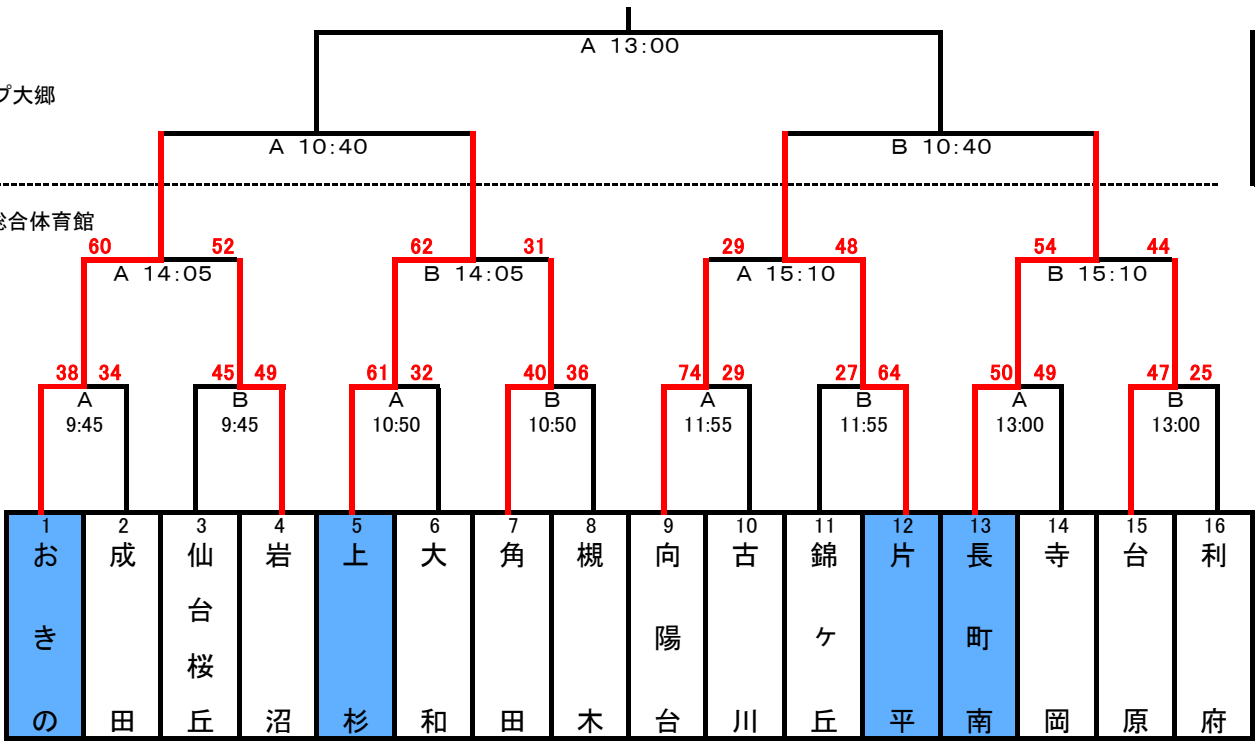 A 13:00
プ大郷
A 10:40
B 10:40
総合体育館
60 52 62 31 29 48 54 44
A 14:05
B 14:05
A 15:10
B 15:10
38 34 45 49 61 32 40 36 74 29 27 64 50 49 47 25
A B A B A B A B
9:45 9:45 10:50 10:50 11:55 11:55 13:00 13:00
1 2 3 4 5 6 7 8 9 10 11 12 13 14 15 16
おきの
成田
仙台桜丘
岩沼
上杉
大和
角田
槻木
向陽台
古川
錦ケ丘
片平
長町南
寺岡
台原
利府